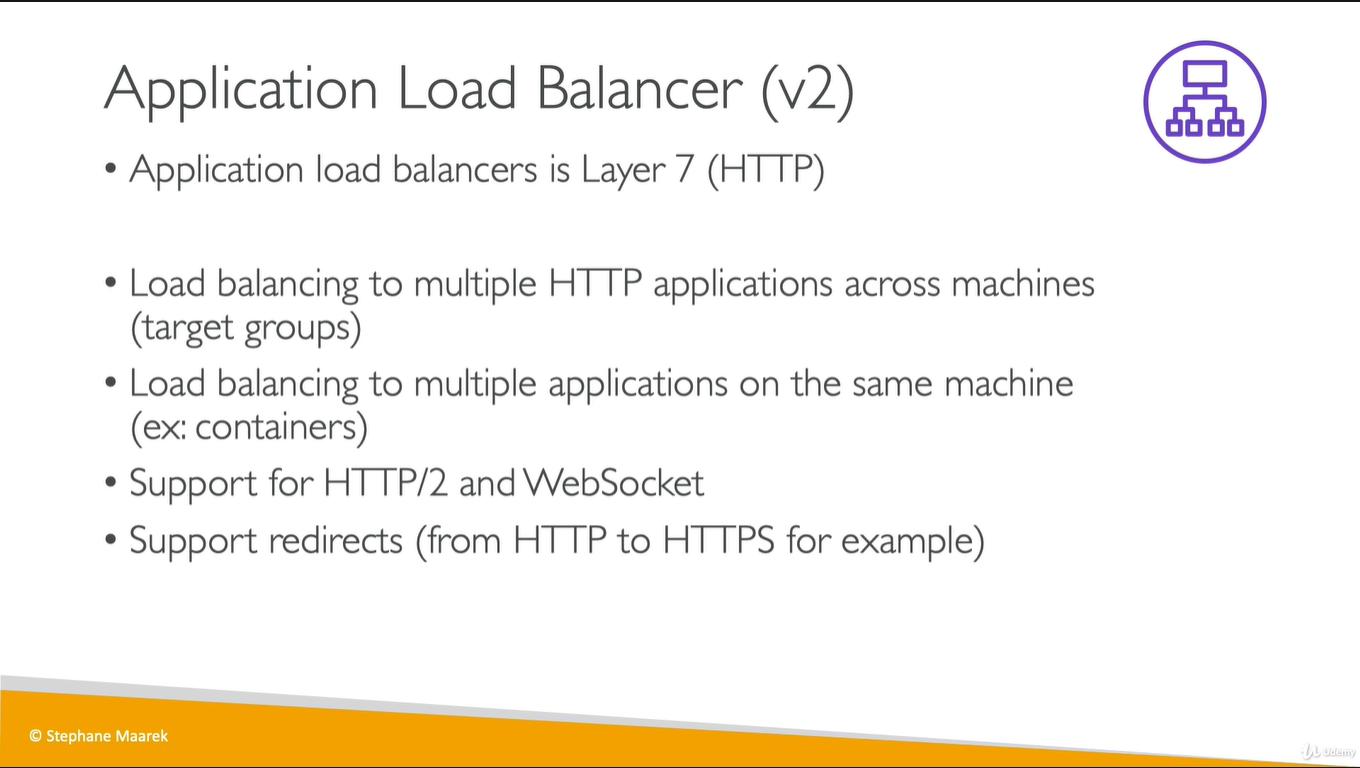 Application Load Balancer (v2)
• Application load balancers is Layer 7 (HTTP)
• Load balancing to multiple HTTP applications across machines
(target groups)
• Load balancing to multiple applications on the same machine
(ex: containers)
• Support for HTTP/2 and WebSocket
• Support redirects (from HTTP to HTTPS for example)
© Stephane Maarek
Udemy